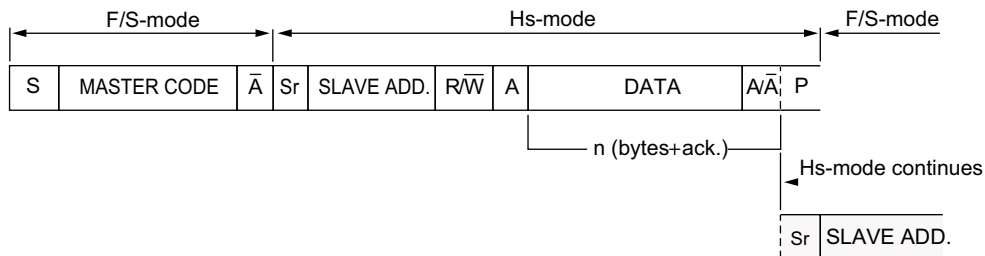 F/S-mode Hs-mode F/S-mode
S MASTER CODE A̅ Sr SLAVE ADD. R/W̅ A DATA A/A̅ P
n (bytes+ack.)
Hs-mode continues
Sr SLAVE ADD.